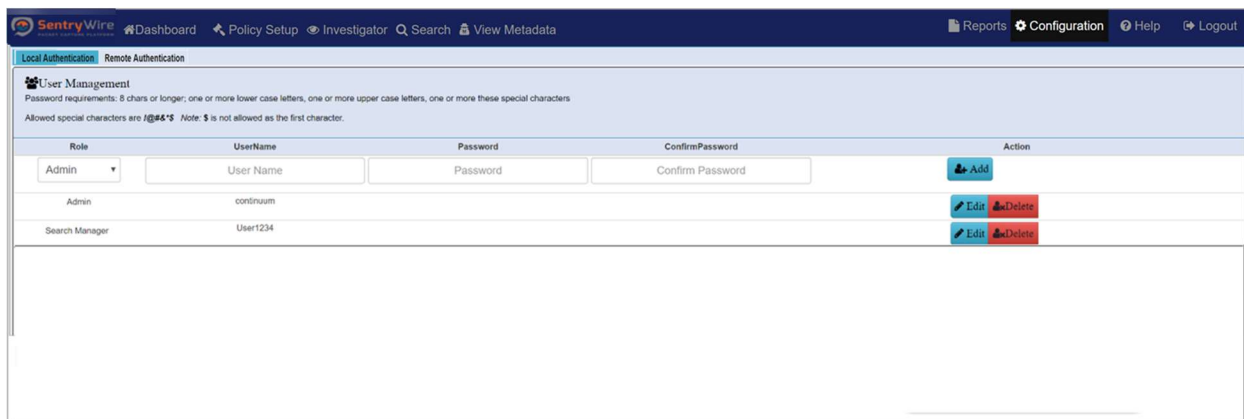 SentryWire Dashboard Policy Setup Investigator Search View Metadata Reports Configuration Help Logout
PACKET CAPTURE PLATFORM
Local Authentication Remote Authentication
User Management
Password requirements: 8 chars or longer; one or more lower case letters, one or more upper case letters, one or more these special characters
Allowed special characters are !@#&*$ Note: $ is not allowed as the first character.
Role UserName Password ConfirmPassword Action
Admin User Name Password Confirm Password Add
Admin continuum Edit Delete
Search Manager User1234 Edit Delete